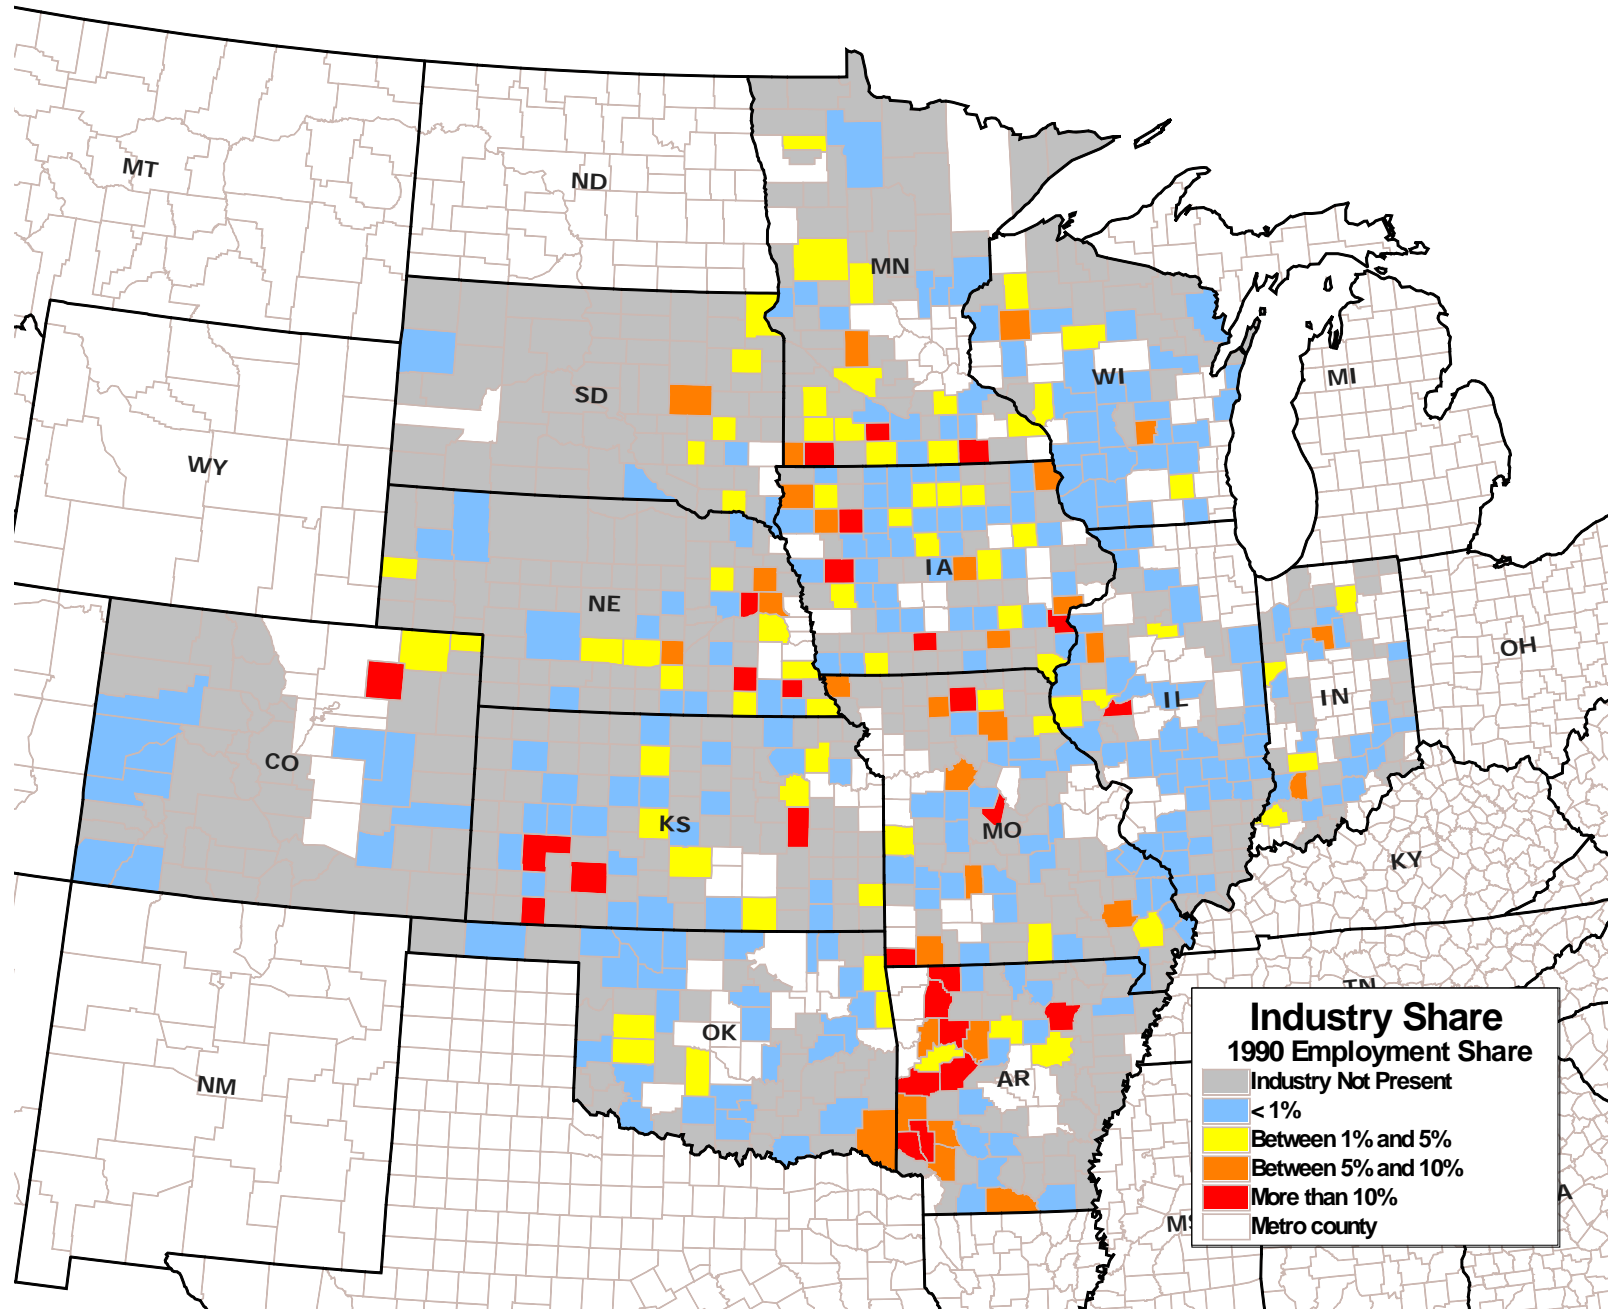 MT
ND
MN
SD
WI
MI
WY
IA
NE
OH
IL
IN
CO
KS
MO
KY
TN
OK
AR
NM
MS
A
Industry Share
1990 Employment Share
Industry Not Present
< 1%
Between 1% and 5%
Between 5% and 10%
More than 10%
Metro county